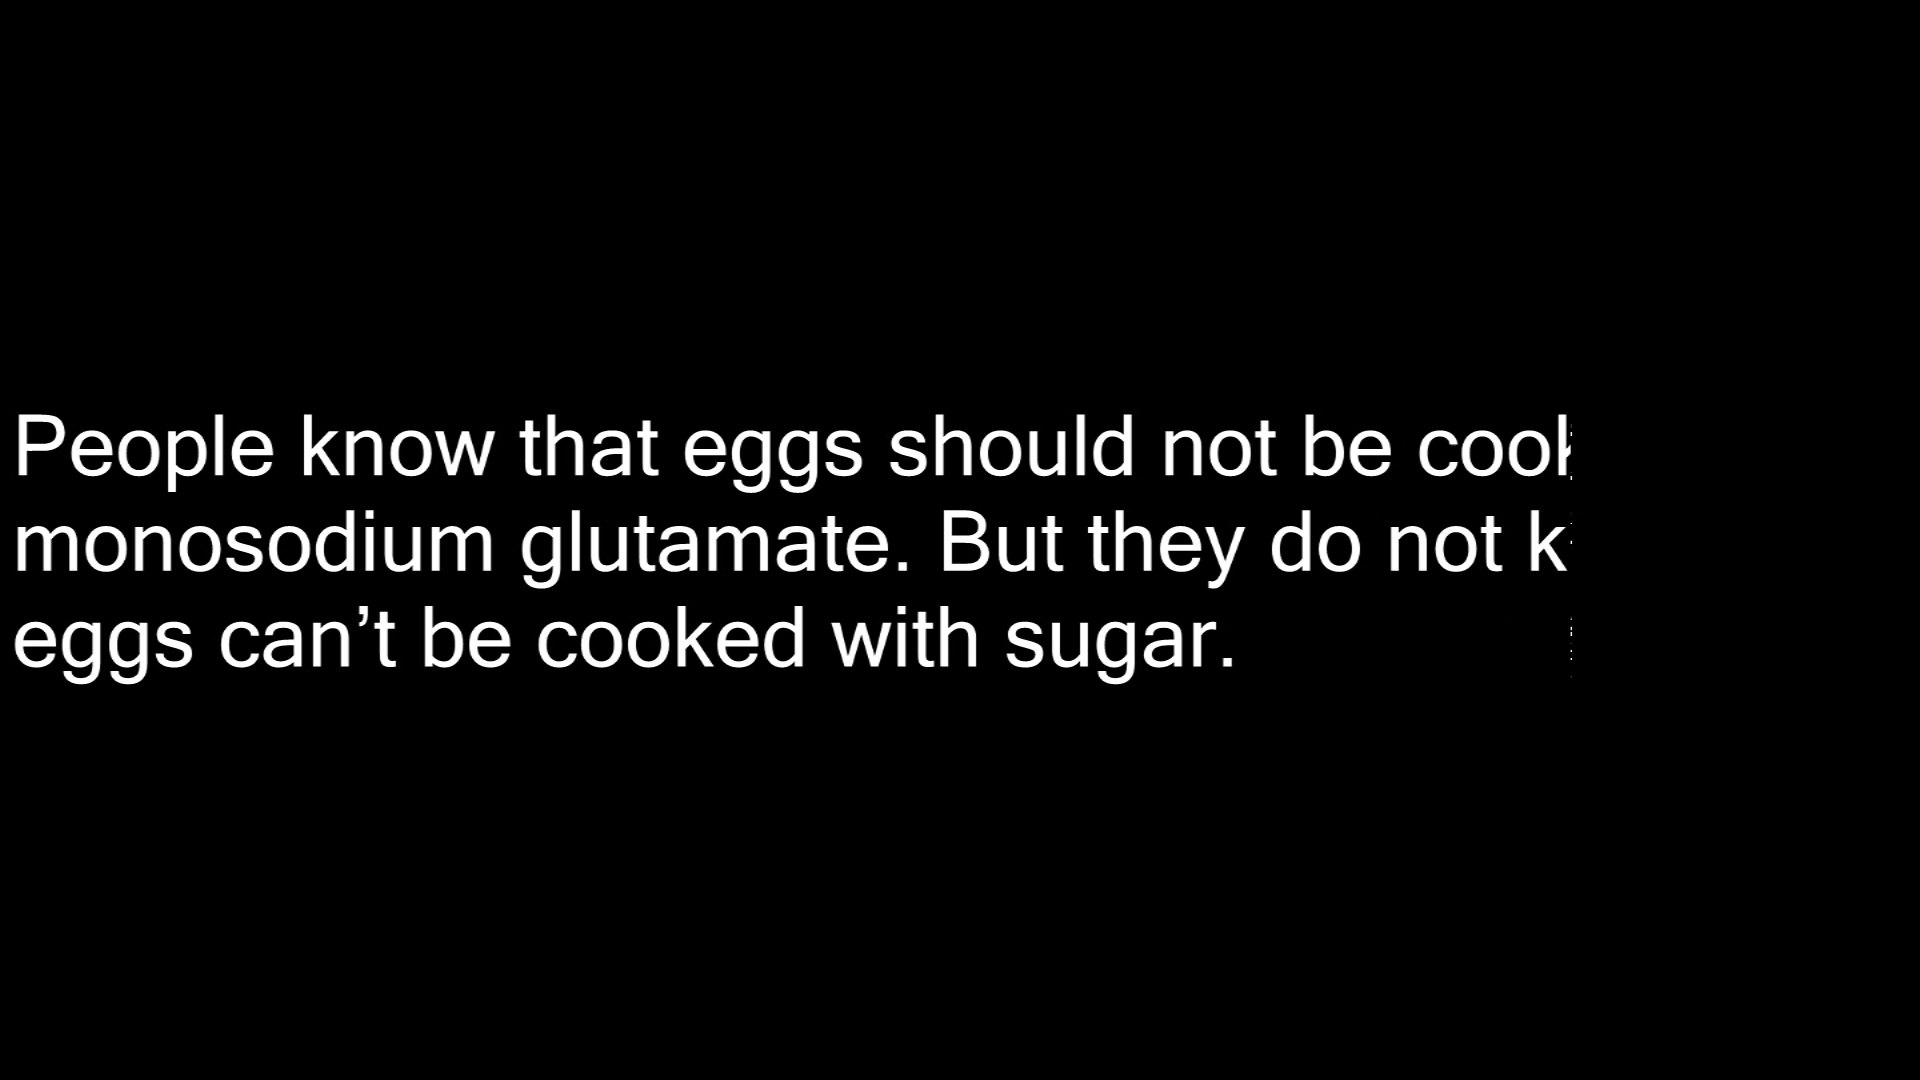 People know that eggs should not be
monosodium glutamate. But they do not
eggs can’t be cooked with sugar.